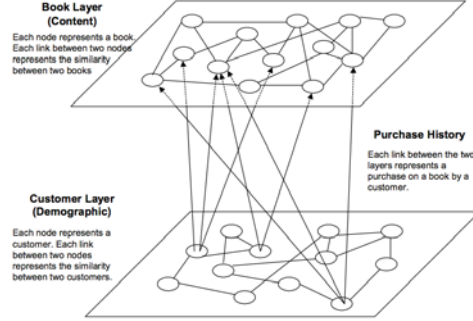 Book Layer
(Content)
Each node represents a book.
Each link between two nodes
represents the similarity
between two books
Purchase History
Each link between the two
layers represents a
purchase on a book by a
customer.
Customer Layer
(Demographic)
Each node represents a
customer. Each link
between two nodes
represents the similarity
between two customers.